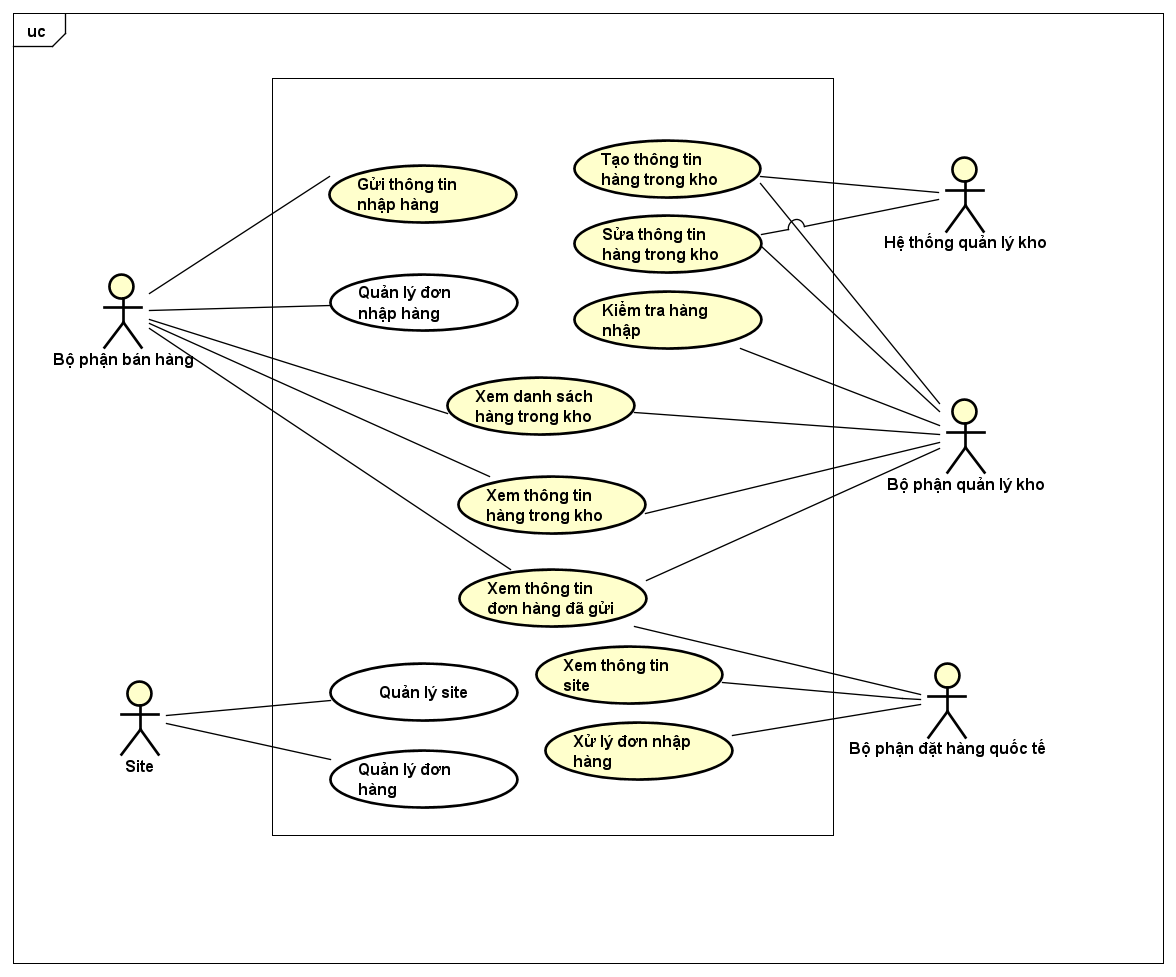 uc
Gửi thông tin
nhập hàng
Tạo thông tin
hàng trong kho
Sửa thông tin
hàng trong kho
Hệ thống quản lý kho
Quản lý đơn
nhập hàng
Kiểm tra hàng
nhập
Bộ phận bán hàng
Xem danh sách
hàng trong kho
Bộ phận quản lý kho
Xem thông tin
hàng trong kho
Xem thông tin
đơn hàng đã gửi
Xem thông tin
site
Quản lý site
Xử lý đơn nhập
hàng
Bộ phận đặt hàng quốc tế
Site
Quản lý đơn
hàng